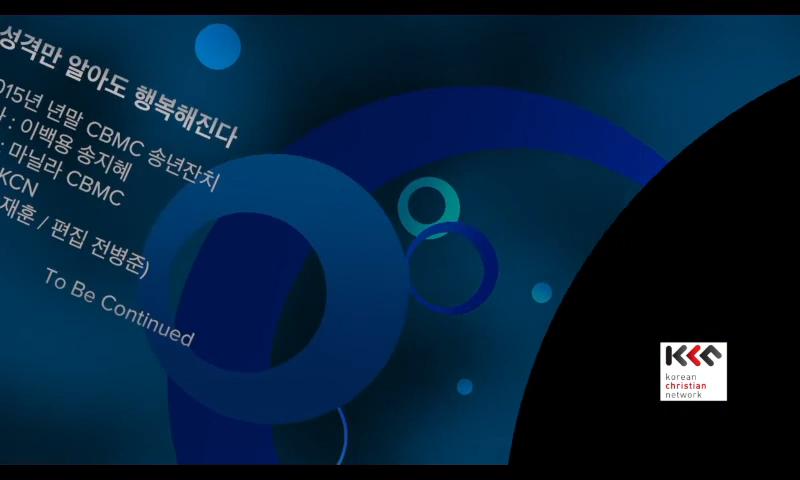 성격만 알아도 행복해진다
015년 년말 CBMC 송년잔치
: 이백용 송지혜
: 마닐라 CBMC
KCN
재훈 / 편집 전병준)
To Be Continued
KCN
korean
christian
network